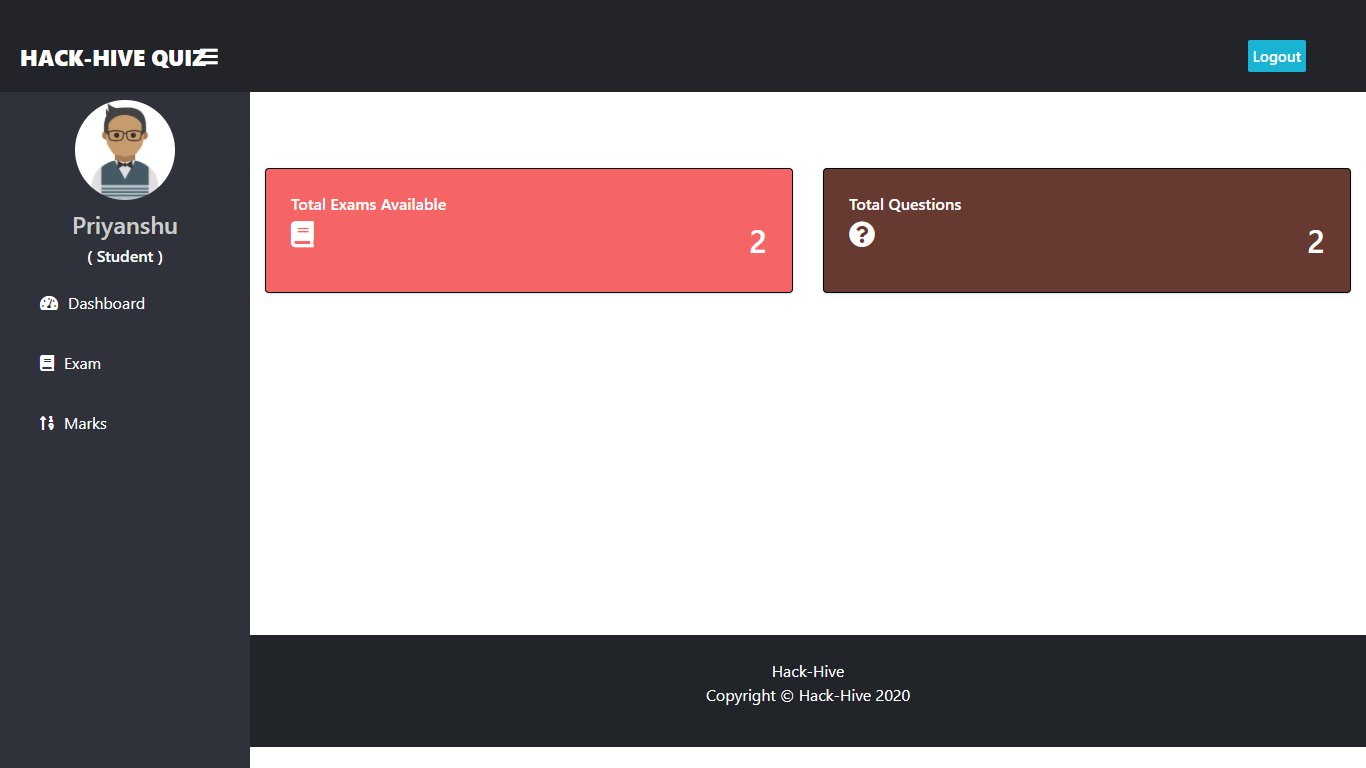 HACK-HIVE QUIZ
Logout
Priyanshu
( Student )
Dashboard
Exam
Marks
Total Exams Available
2
Total Questions
2
Hack-Hive
Copyright © Hack-Hive 2020